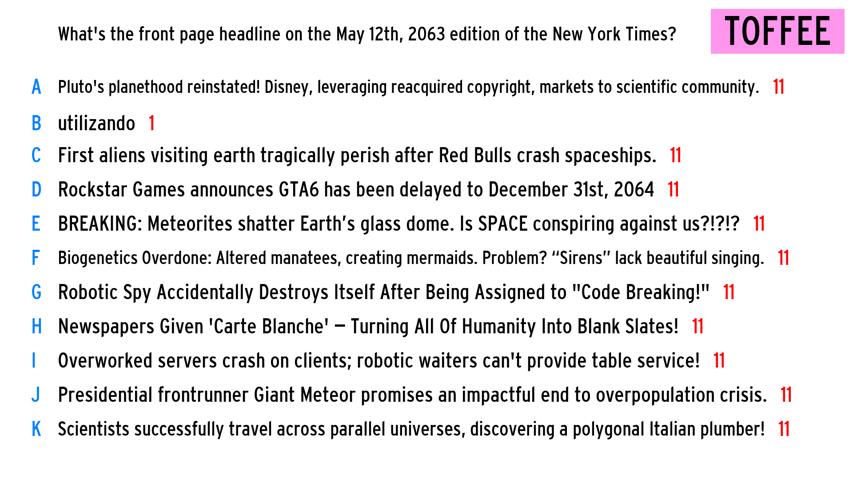 What's the front page headline on the May 12th, 2063 edition of the New York Times?
TOFFEE
A Pluto's planethood reinstated! Disney, leveraging reacquired copyright, markets to scientific community. 11
B utilizando 1
C First aliens visiting earth tragically perish after Red Bulls crash spaceships. 11
D Rockstar Games announces GTA6 has been delayed to December 31st, 2064 11
E BREAKING: Meteorites shatter Earth’s glass dome. Is SPACE conspiring against us?!?!? 11
F Biogenetics Overdone: Altered manatees, creating mermaids. Problem? “Sirens” lack beautiful singing. 11
G Robotic Spy Accidentally Destroys Itself After Being Assigned to "Code Breaking!" 11
H Newspapers Given 'Carte Blanche' – Turning All Of Humanity Into Blank Slates! 11
I Overworked servers crash on clients; robotic waiters can't provide table service! 11
J Presidential frontrunner Giant Meteor promises an impactful end to overpopulation crisis. 11
K Scientists successfully travel across parallel universes, discovering a polygonal Italian plumber! 11